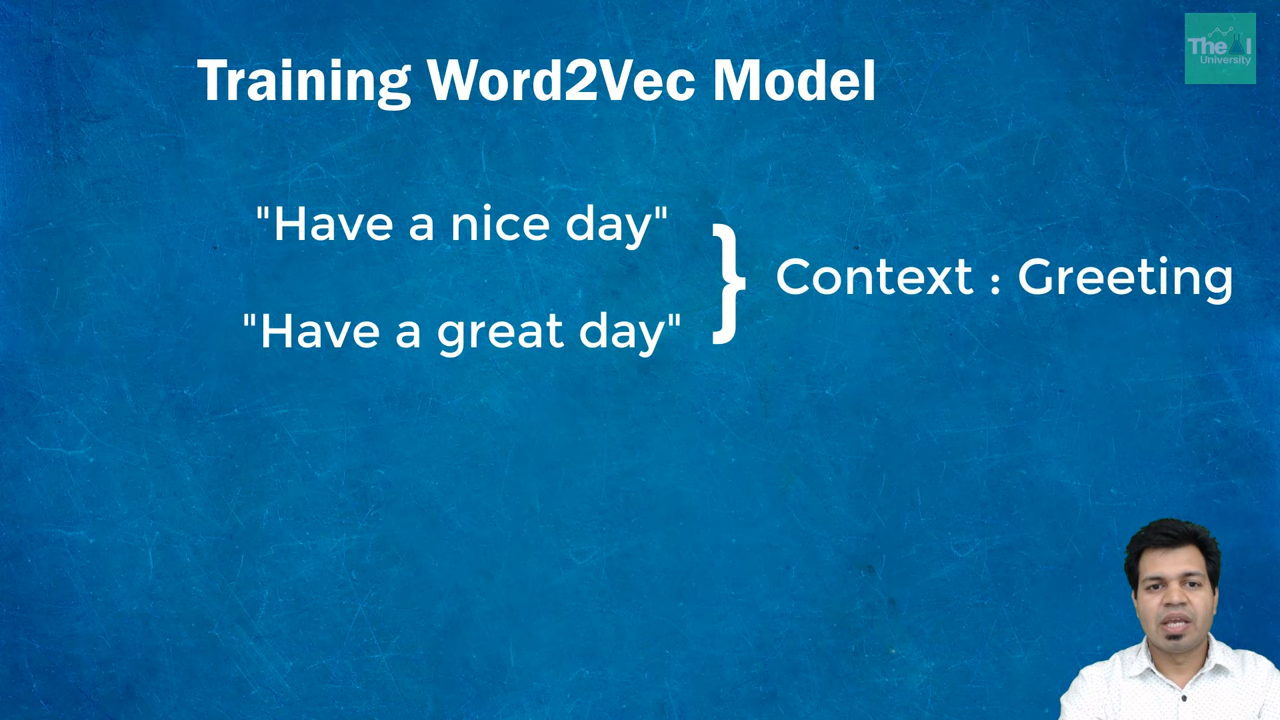 The AI
University
Training Word2Vec Model
"Have a nice day"
"Have a great day"
} Context : Greeting